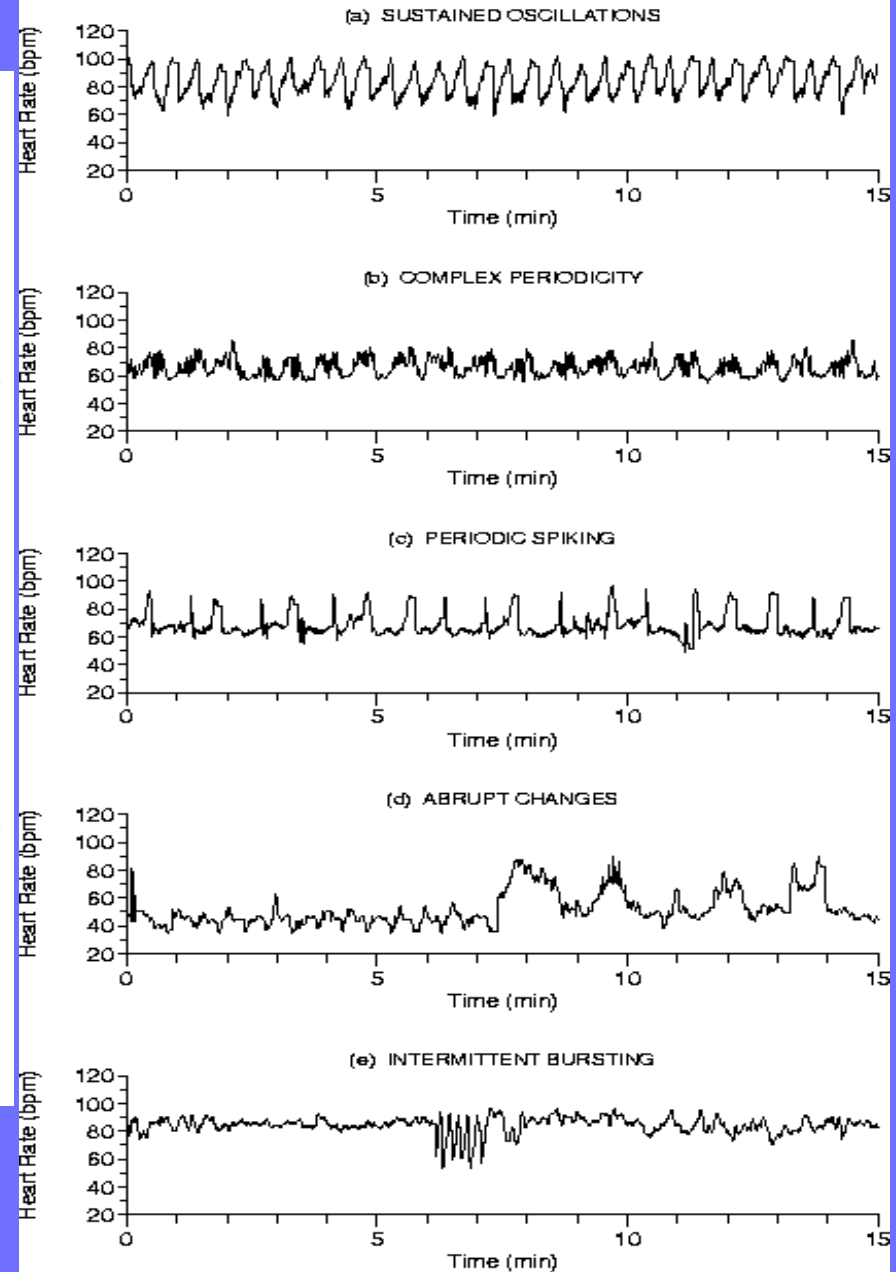 (a) SUSTAINED OSCILLATIONS
Heart Rate (bpm)
120
100
80
60
40
20
0 5 10 15
Time (min)
(b) COMPLEX PERIODICITY
Heart Rate (bpm)
120
100
80
60
40
20
0 5 10 15
Time (min)
(c) PERIODIC SPIKING
Heart Rate (bpm)
120
100
80
60
40
20
0 5 10 15
Time (min)
(d) ABRUPT CHANGES
Heart Rate (bpm)
120
100
80
60
40
20
0 5 10 15
Time (min)
(e) INTERMITTENT BURSTING
Heart Rate (bpm)
120
100
80
60
40
20
0 5 10 15
Time (min)